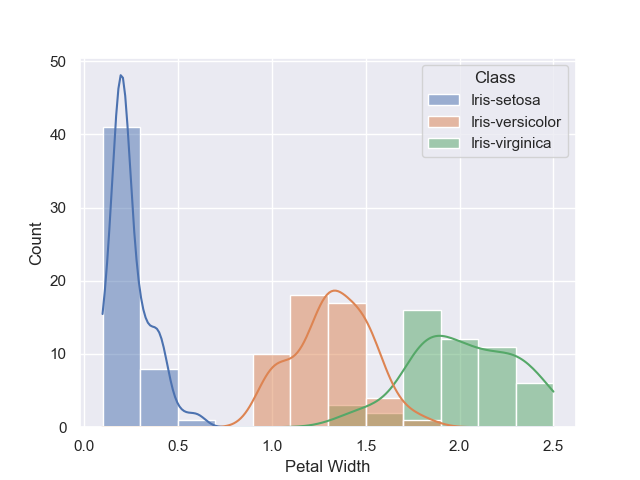 Class
Iris-setosa
Iris-versicolor
Iris-virginica
50
40
30
20
10
0
Count
0.0 0.5 1.0 1.5 2.0 2.5
Petal Width